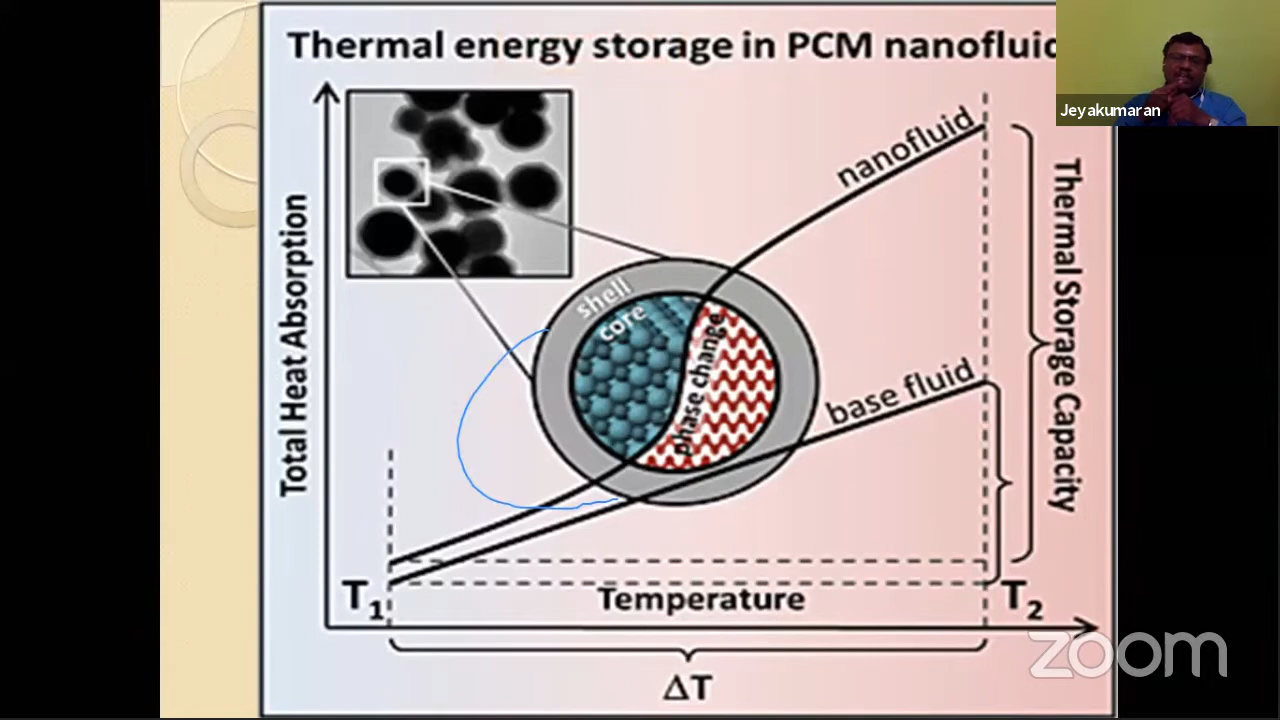 Thermal energy storage in PCM nanofluid
Jeyakumaran
nanofluid
Total Heat Absorption
shell
core
phase change
base fluid
Thermal Storage Capacity
T1
Temperature
T2
ΔT
zoom